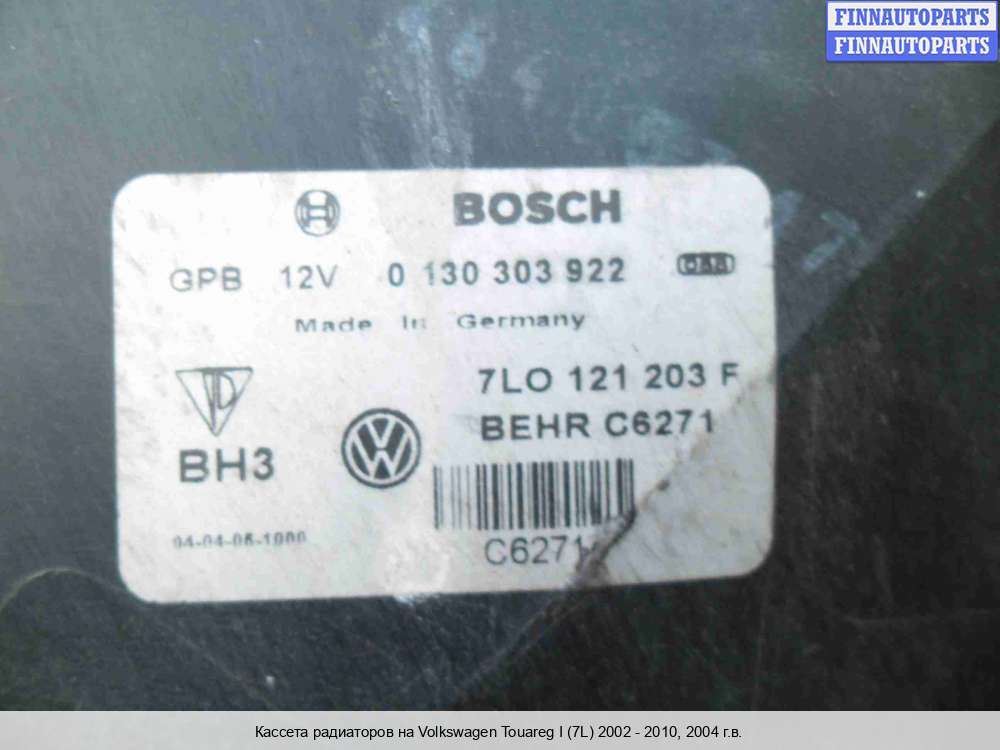 FINNAUTOPARTS
FINNAUTOPARTS
BOSCH
GPB 12V 0 130 303 922
Made In Germany
7L0 121 203 F
BEHR C6271
BH3
C6271
Кассета радиаторов на Volkswagen Touareg I (7L) 2002 - 2010, 2004 г.в.